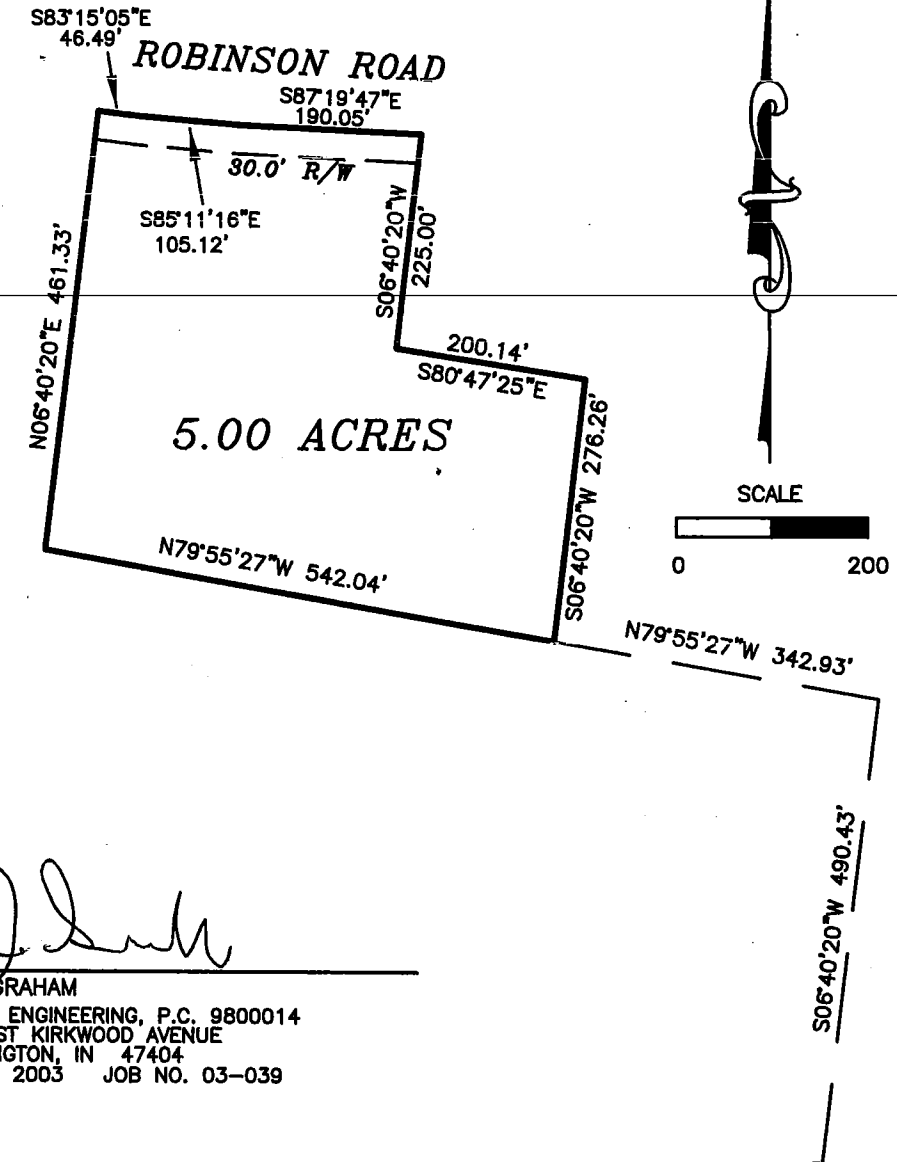 S83°15'05"E
46.49'
ROBINSON ROAD
S87°19'47"E
190.05'
30.0' R/W
S85°11'16"E
105.12'
N06°40'20"E 461.33'
S06°40'20"W
225.00'
200.14'
S80°47'25"E
5.00 ACRES
S06°40'20"W 276.26'
N79°55'27"W 542.04'
SCALE
0 200
N79°55'27"W 342.93'
S06°40'20"W 490.43'
GRAHAM
ENGINEERING, P.C. 9800014
ST KIRKWOOD AVENUE
NGTON, IN 47404
2003 JOB NO. 03-039